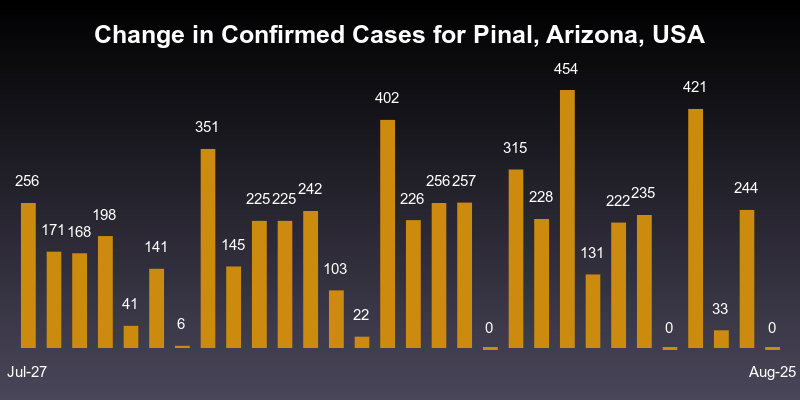 Change in Confirmed Cases for Pinal, Arizona, USA
256 171 168 198 41 141 6 351 145 225 225 242 103 22 402 226 256 257 0 315 228 454 131 222 235 0 421 33 244 0
Jul-27 Aug-25